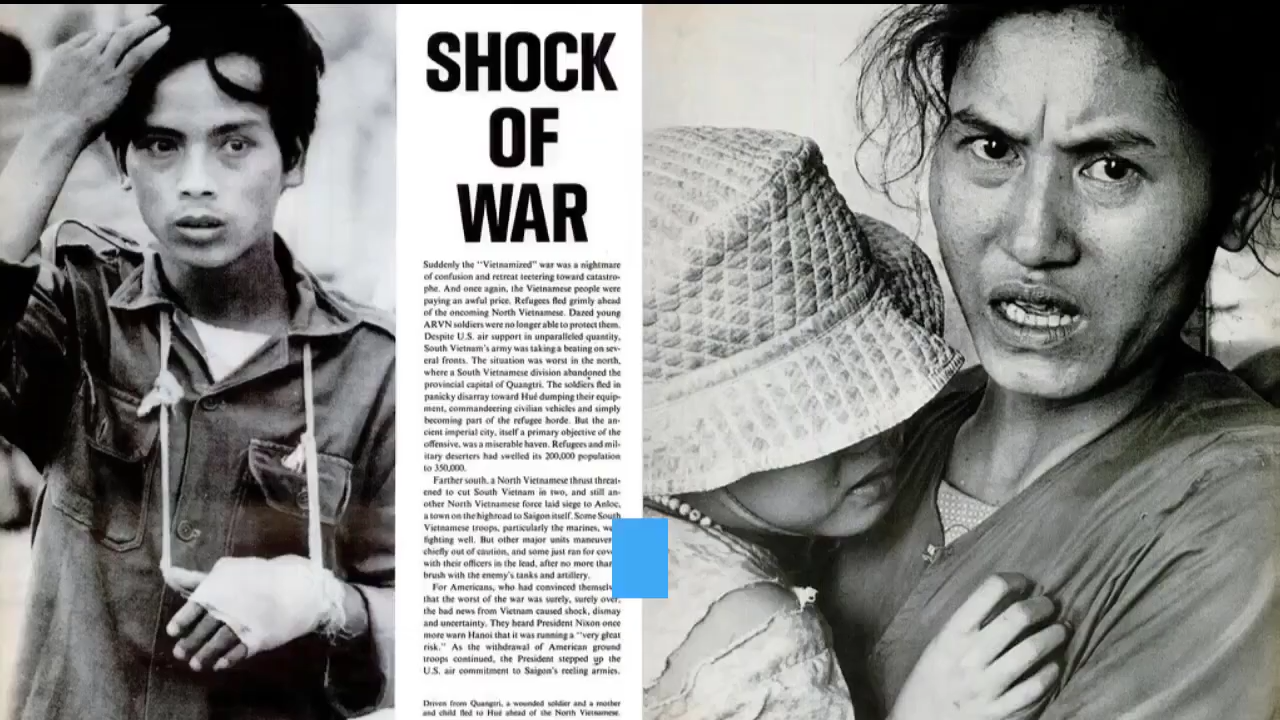 SHOCK
OF
WAR
Suddenly the "Vietnamized" war was a nightmare
of confusion and retreat teetering toward catastro-
phe. And once again, the Vietnamese people were
paying an awful price. Refugees fled grimly ahead
of the oncoming North Vietnamese. Dazed young
ARVN soldiers were no longer able to protect them.
Despite U.S. air support in unparalleled quantity,
South Vietnam's army was taking a beating on sev-
eral fronts. The situation was worst in the north,
where a South Vietnamese division abandoned the
provincial capital of Quangtri. The soldiers fled in
panicky disarray toward Hué dumping their equip-
ment, commandeering civilian vehicles and simply
becoming part of the refugee horde. But the an-
cient imperial city, itself a primary objective of the
offensive, was a miserable haven. Refugees and mil-
itary deserters had swelled its 200,000 population
to 350,000.
Farther south, a North Vietnamese thrust threat-
ened to cut South Vietnam in two, and still an-
other North Vietnamese force laid siege to Anloc,
a town on the highroad to Saigon itself. Some South
Vietnamese troops, particularly the marines,
fighting well. But other major units
chiefly out of caution, and some just ran for
with their officers in the lead, after no more
brush with the enemy's tanks and artillery.
For Americans, who had convinced
that the worst of the war was surely, surely over,
the bad news from Vietnam caused shock, dismay
and uncertainty. They heard President Nixon once
more warn Hanoi that it was running a "very great
risk." As the withdrawal of American ground
troops continued, the President stepped up the
U.S. air commitment to Saigon's reeling armies.
Driven from Quangtri, a wounded soldier and a mother
and child fled to Hué ahead of the North Vietnamese.